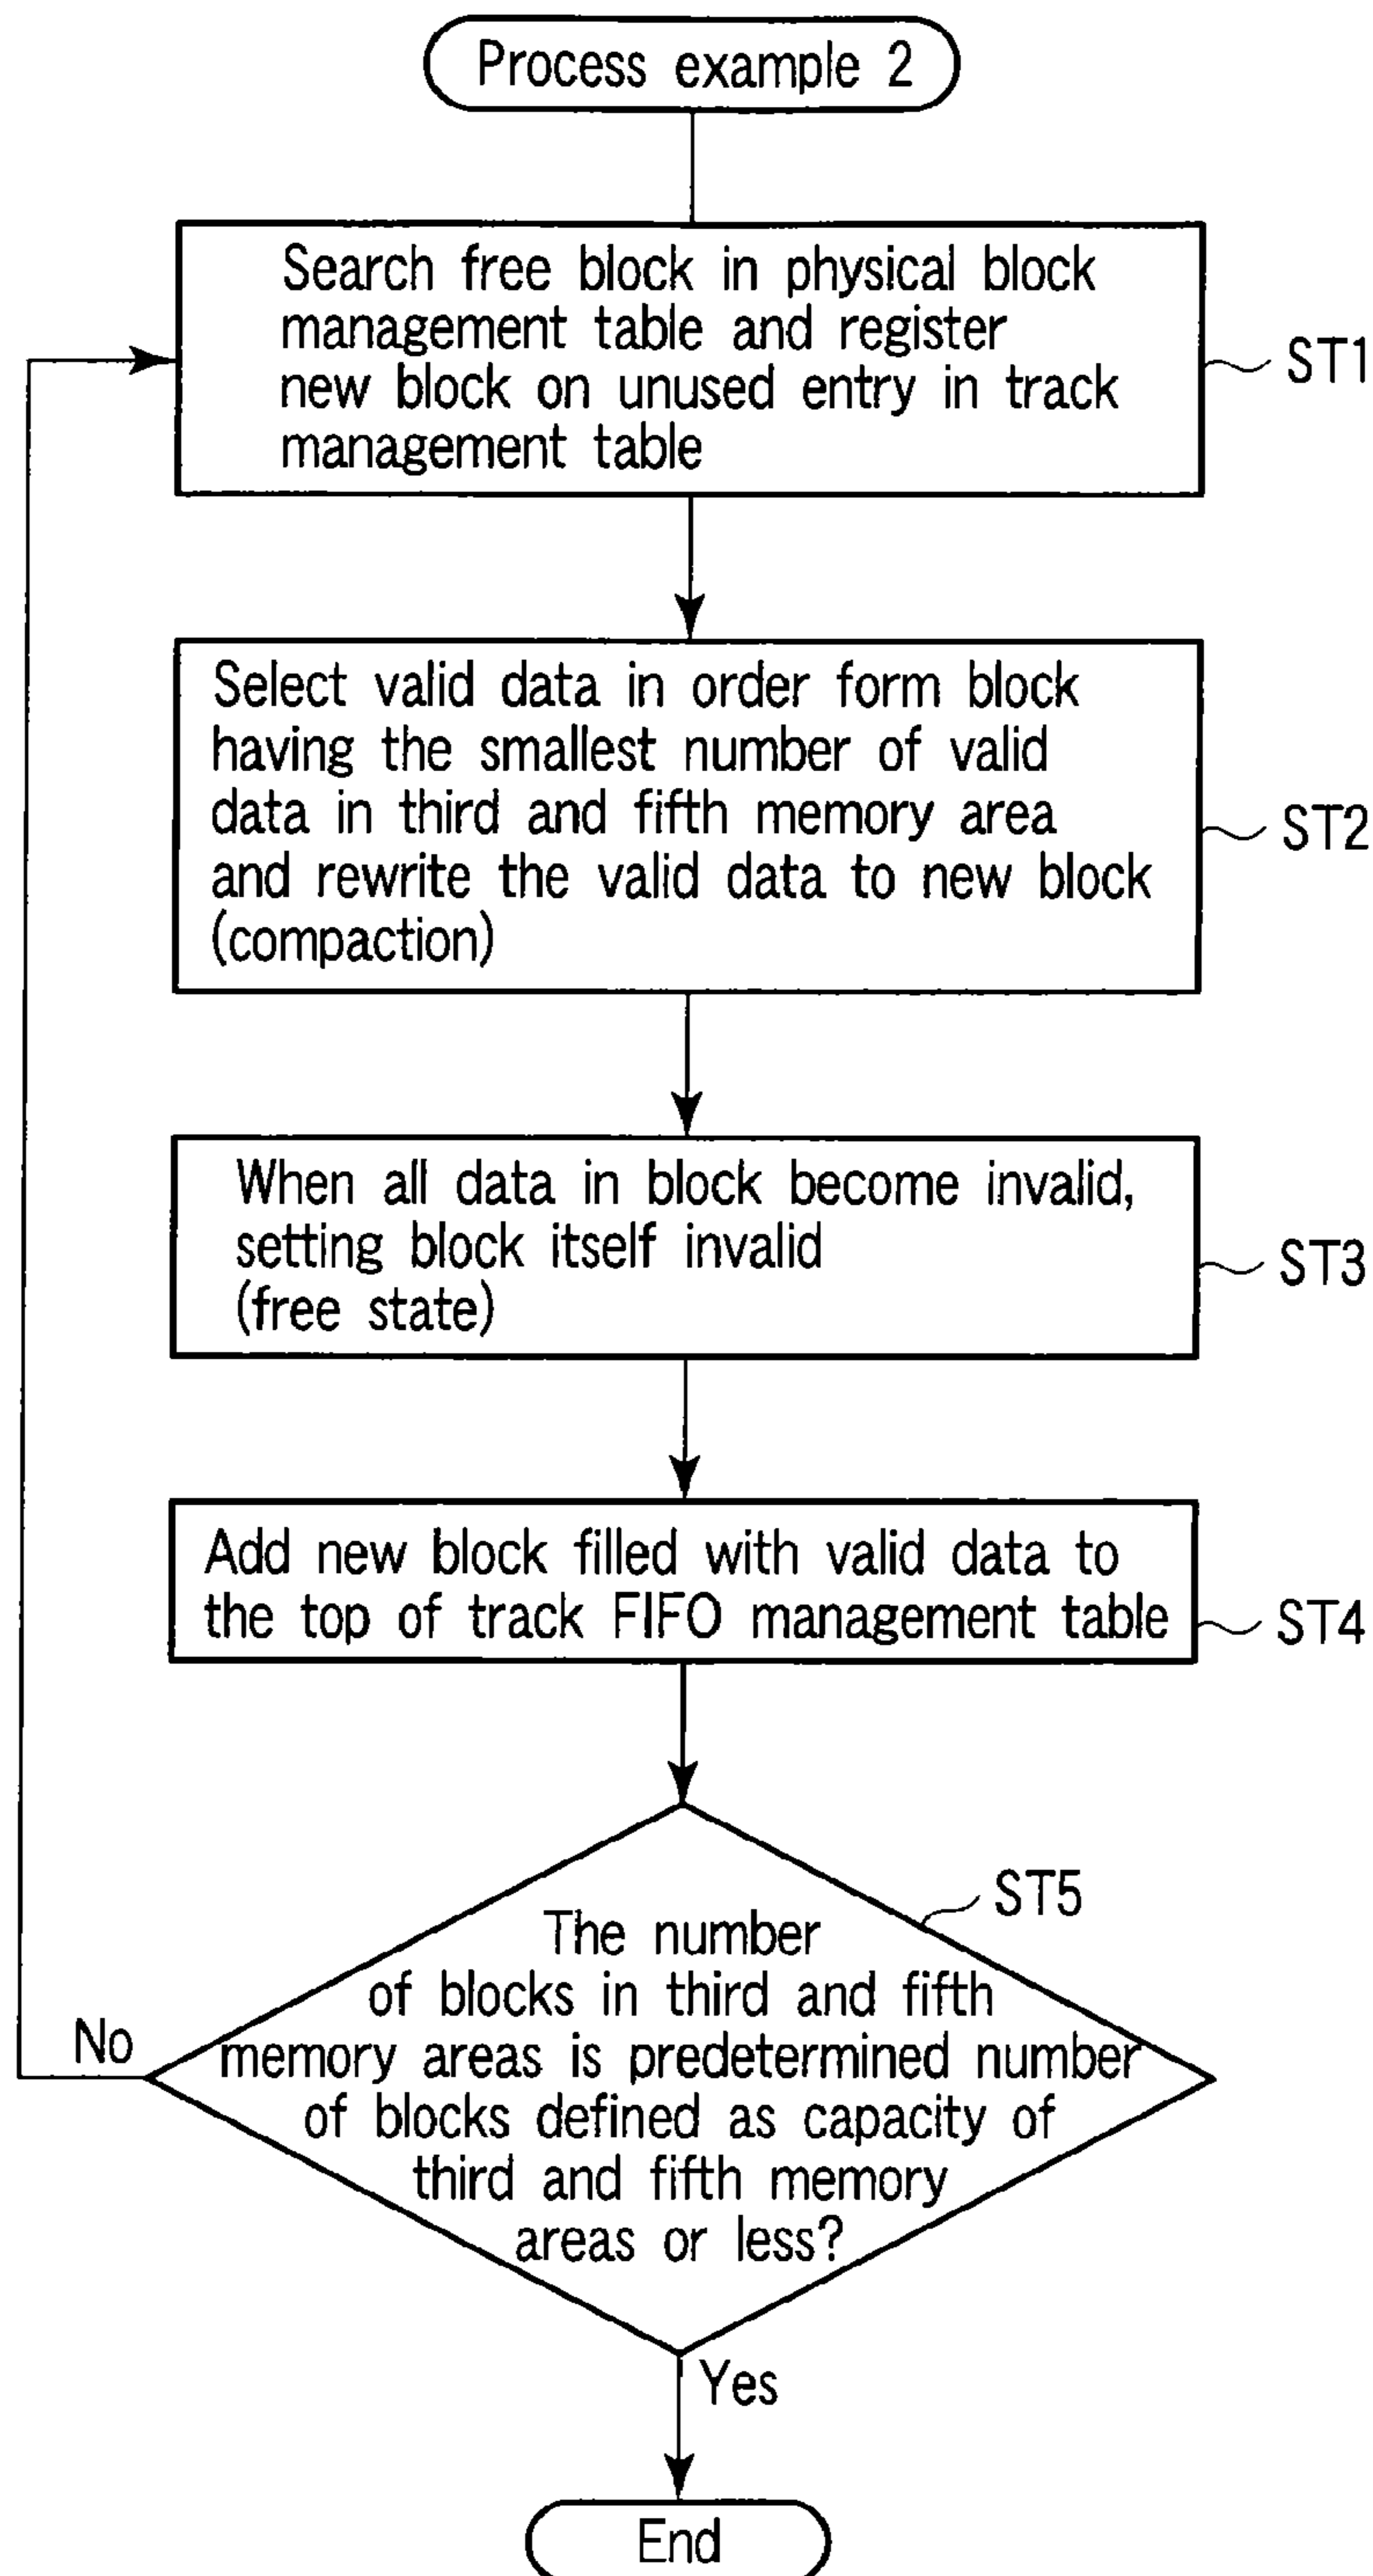 Process example 2
Search free block in physical block
management table and register
new block on unused entry in track
management table
ST1
Select valid data in order form block
having the smallest number of valid
data in third and fifth memory area
and rewrite the valid data to new block
(compaction)
ST2
When all data in block become invalid,
setting block itself invalid
(free state)
ST3
Add new block filled with valid data to
the top of track FIFO management table
ST4
ST5
The number
of blocks in third and fifth
memory areas is predetermined number
of blocks defined as capacity of
third and fifth memory
areas or less?
No
Yes
End